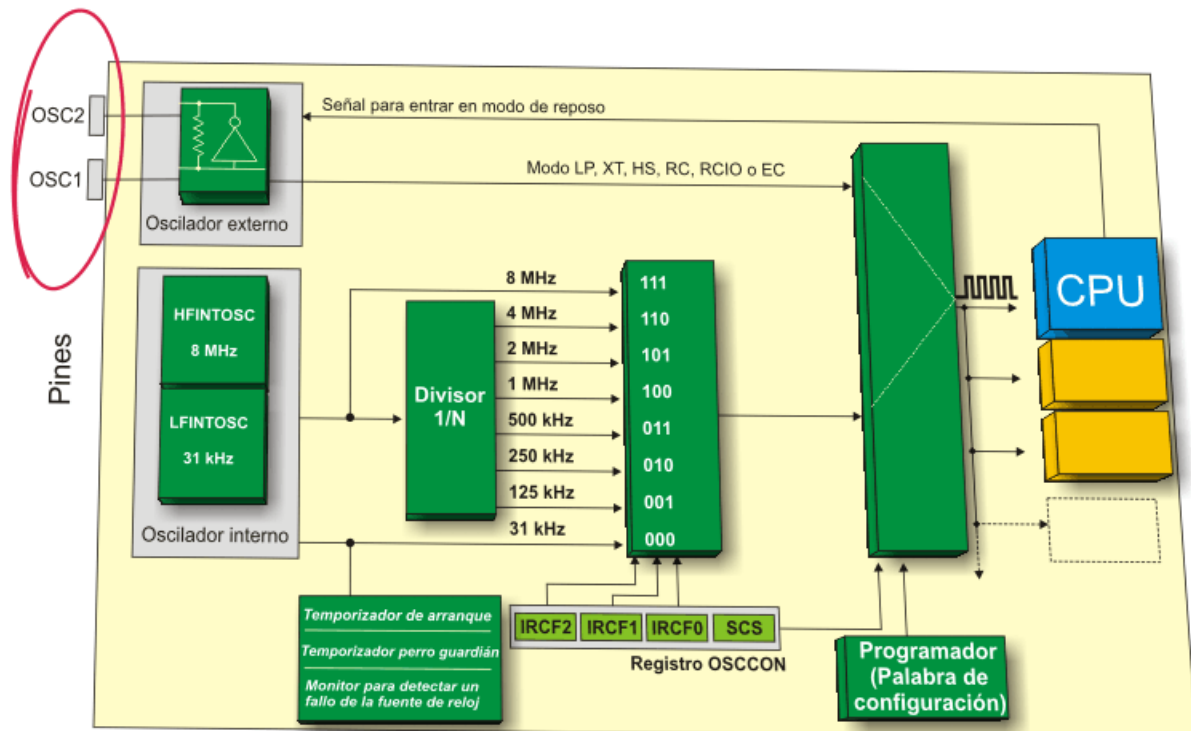 OSC2
OSC1
Pines
Señal para entrar en modo de reposo
Modo LP, XT, HS, RC, RCIO o EC
Oscilador externo
HFINTOSC
8 MHz
LFINTOSC
31 kHz
Oscilador interno
Divisor
1/N
8 MHz
4 MHz
2 MHz
1 MHz
500 kHz
250 kHz
125 kHz
31 kHz
111
110
101
100
011
010
001
000
CPU
Temporizador de arranque
Temporizador perro guardián
Monitor para detectar un
fallo de la fuente de reloj
IRCF2 IRCF1 IRCF0 SCS
Registro OSCCON
Programador
(Palabra de
configuración)